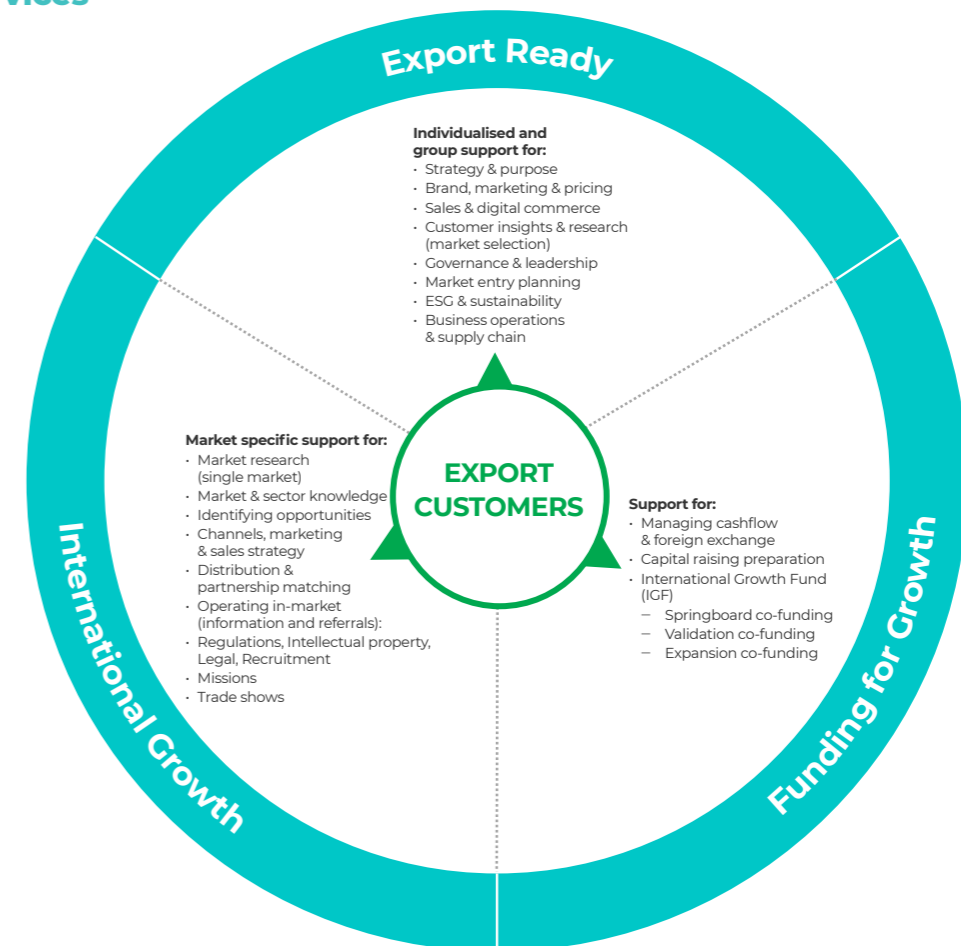 Export Ready
Individualised and
group support for:
· Strategy & purpose
· Brand, marketing & pricing
· Sales & digital commerce
· Customer insights & research
(market selection)
· Governance & leadership
· Market entry planning
· ESG & sustainability
· Business operations
& supply chain
EXPORT
CUSTOMERS
Market specific support for:
· Market research
(single market)
· Market & sector knowledge
· Identifying opportunities
· Channels, marketing
& sales strategy
· Distribution &
partnership matching
· Operating in-market
(information and referrals):
· Regulations, Intellectual property,
Legal, Recruitment
· Missions
· Trade shows
International Growth
Support for:
· Managing cashflow
& foreign exchange
· Capital raising preparation
· International Growth Fund
(IGF)
– Springboard co-funding
– Validation co-funding
– Expansion co-funding
Funding for Growth